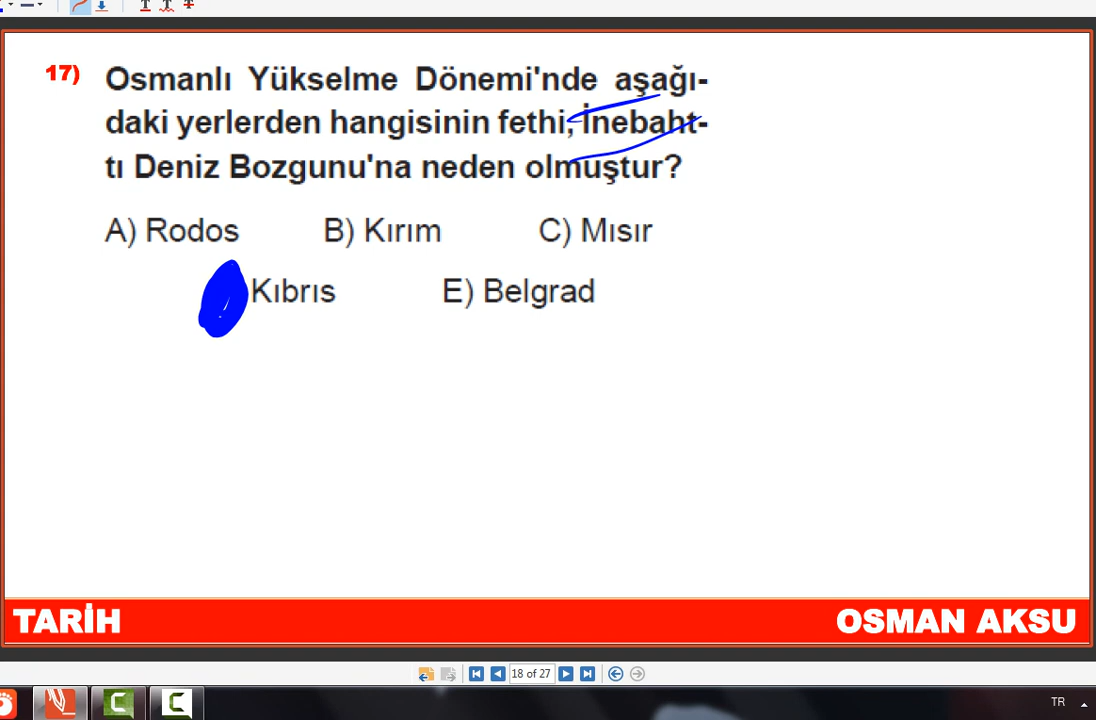 17) Osmanlı Yükselme Dönemi'nde aşağı-
daki yerlerden hangisinin fethi, İnebaht-
tı Deniz Bozgunu'na neden olmuştur?
A) Rodos B) Kırım C) Mısır
Kıbrıs E) Belgrad
TARİH OSMAN AKSU
18 of 27
TR